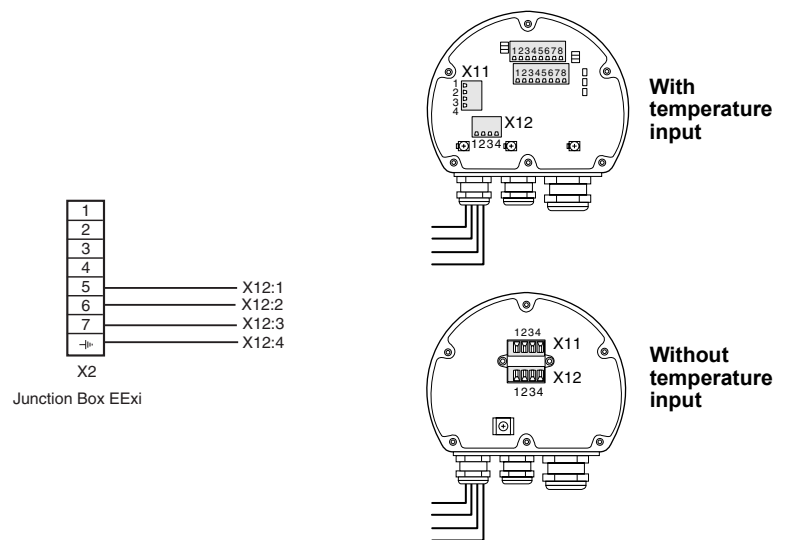 1
2
3
4
5
6
7
X2
Junction Box EExi
X12:1
X12:2
X12:3
X12:4
12345678
12345678
X11
1
2
3
4
X12
1234
With
temperature
input
1234
X11
X12
1234
Without
temperature
input